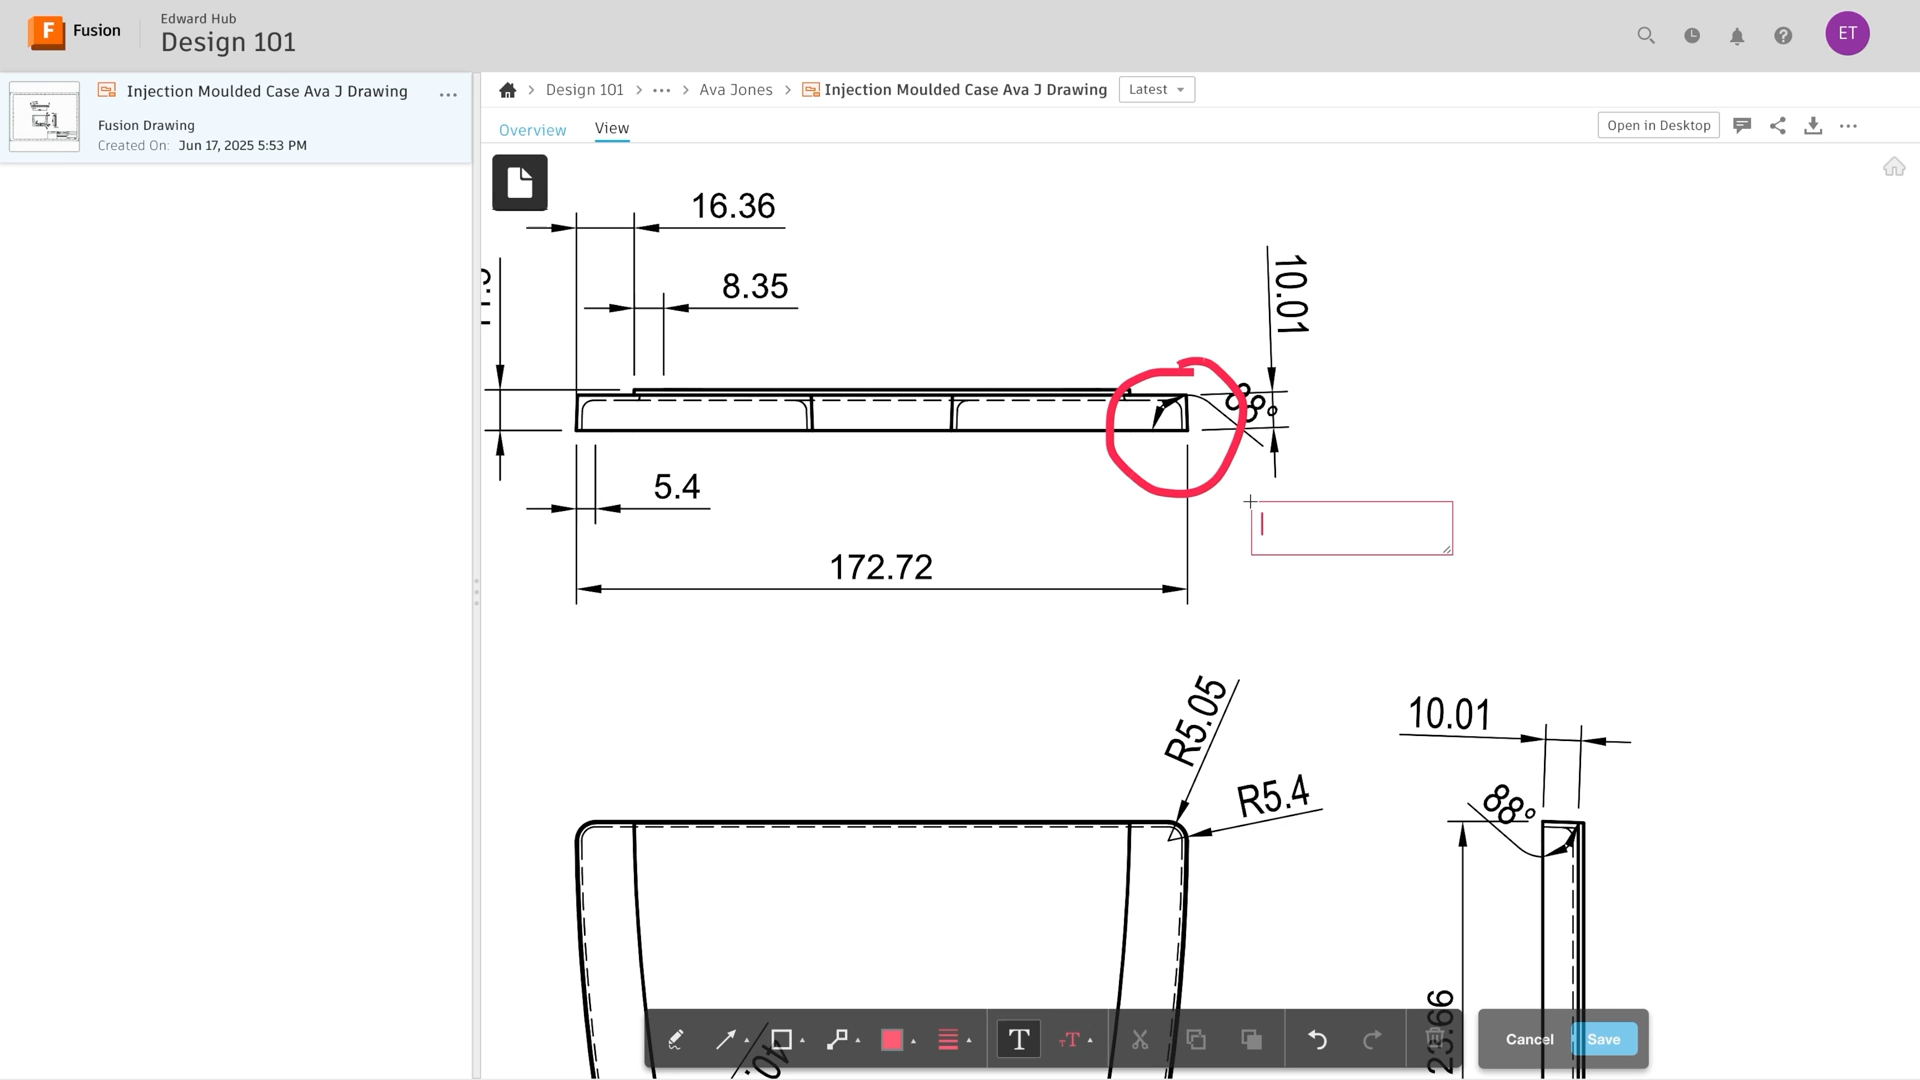 F Fusion
Edward Hub
Design 101
ET
Injection Moulded Case Ava J Drawing
Fusion Drawing
Created On: Jun 17, 2025 5:53 PM
Design 101 > ... > Ava Jones > Injection Moulded Case Ava J Drawing
Latest
Overview
View
Open in Desktop
16.36
8.35
10.01
88°
5.4
172.72
R5.05
R5.4
10.01
88°
T
TT
Cancel
Save